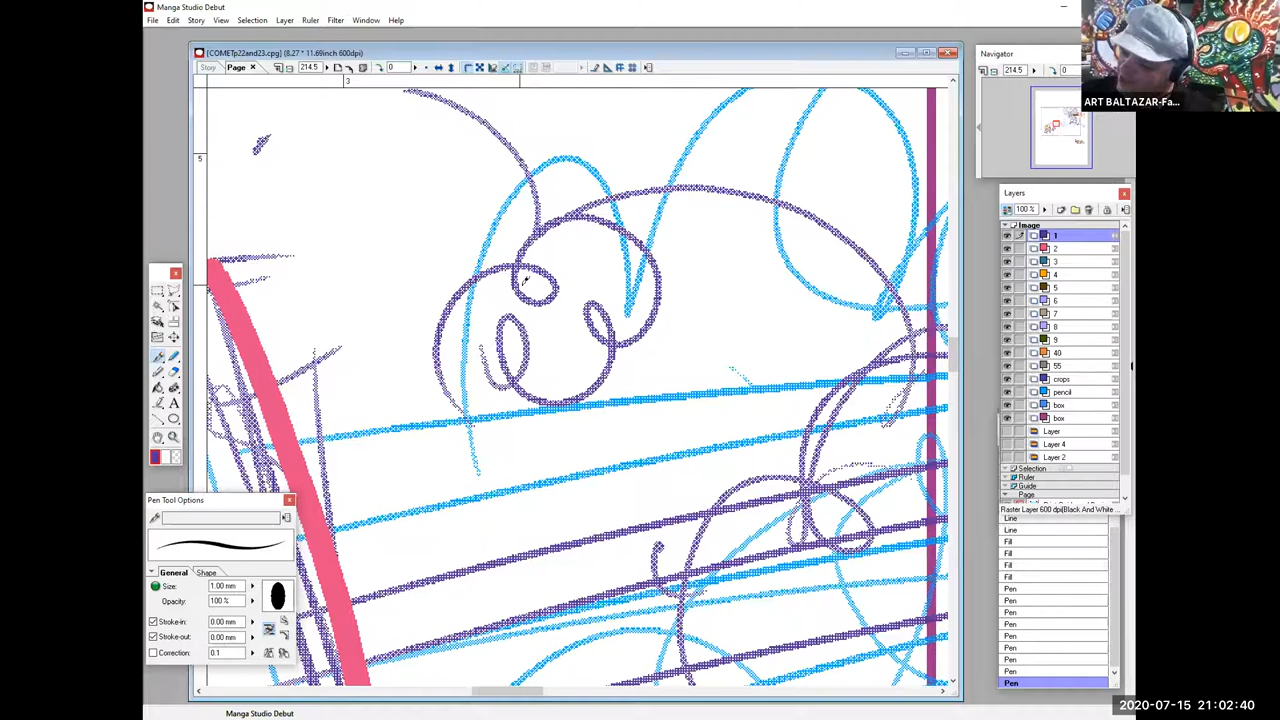 Manga Studio Debut
File Edit Story View Selection Layer Ruler Filter Window Help
[COMETp22and23.cpg] (8.27 * 11.69inch 600dpi)
Story Page 214.5 0
3
5
Navigator
214.5 0
ART BALTAZAR-Fa...
Layers
100 %
Image
1
2
3
4
5
6
7
8
9
40
55
crops
pencil
box
box
Layer
Layer 4
Layer 2
Selection
Ruler
Guide
Page
Raster Layer 600 dpi(Black And White
Line
Line
Fill
Fill
Fill
Fill
Pen
Pen
Pen
Pen
Pen
Pen
Pen
Pen
Pen
A
Pen Tool Options
General Shape
Size: 1.00 mm
Opacity: 100 %
Stroke-in: 0.00 mm
Stroke-out: 0.00 mm
Correction: 0.1
Manga Studio Debut
2020-07-15 21:02:40